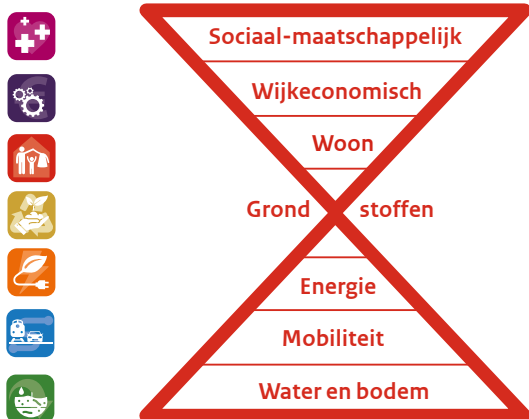 Sociaal-maatschappelijk
Wijkeconomisch
Woon
Grond stoffen
Energie
Mobiliteit
Water en bodem